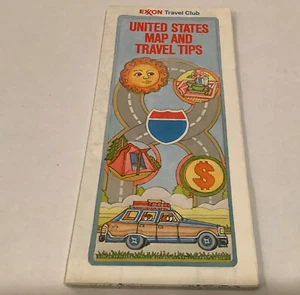 EXXON Travel Club
UNITED STATES
MAP AND
TRAVEL TIPS
$